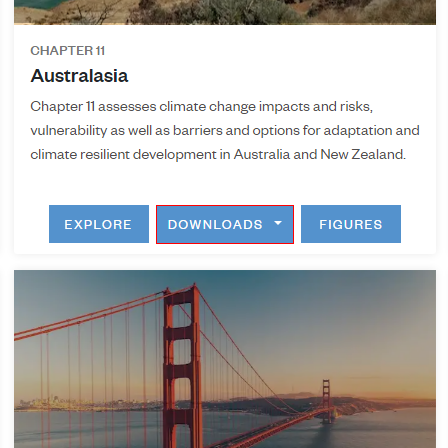 CHAPTER 11
Australasia
Chapter 11 assesses climate change impacts and risks,
vulnerability as well as barriers and options for adaptation and
climate resilient development in Australia and New Zealand.
EXPLORE DOWNLOADS FIGURES